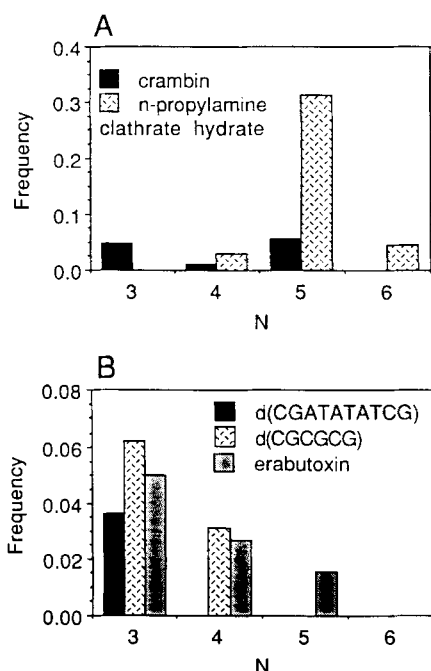 A
0.4
crambin
n-propylamine
clathrate hydrate
0.3
0.2
0.1
0.0
Frequency
3 4 5 6
N
B
0.08
d(CGATATATCG)
d(CGCGCG)
erabutoxin
0.06
0.04
0.02
0.00
Frequency
3 4 5 6
N